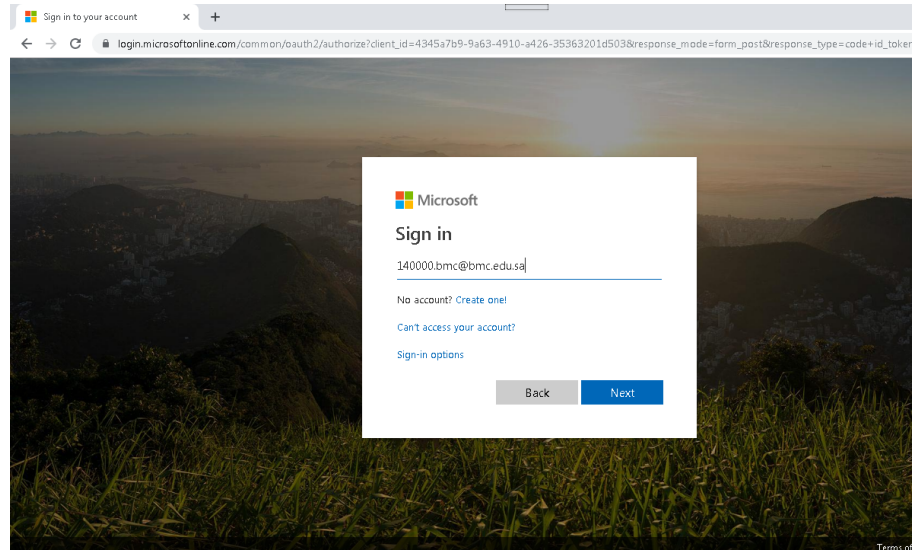 Sign in to your account
login.microsoftonline.com/common/oauth2/authorize?client_id=4345a7b9-9a63-4910-a426-35363201d503&response_mode=form_post&response_type=code+id_token
Microsoft
Sign in
140000.bmc@bmc.edu.sa
No account? Create one!
Can't access your account?
Sign-in options
Back Next
Terms of